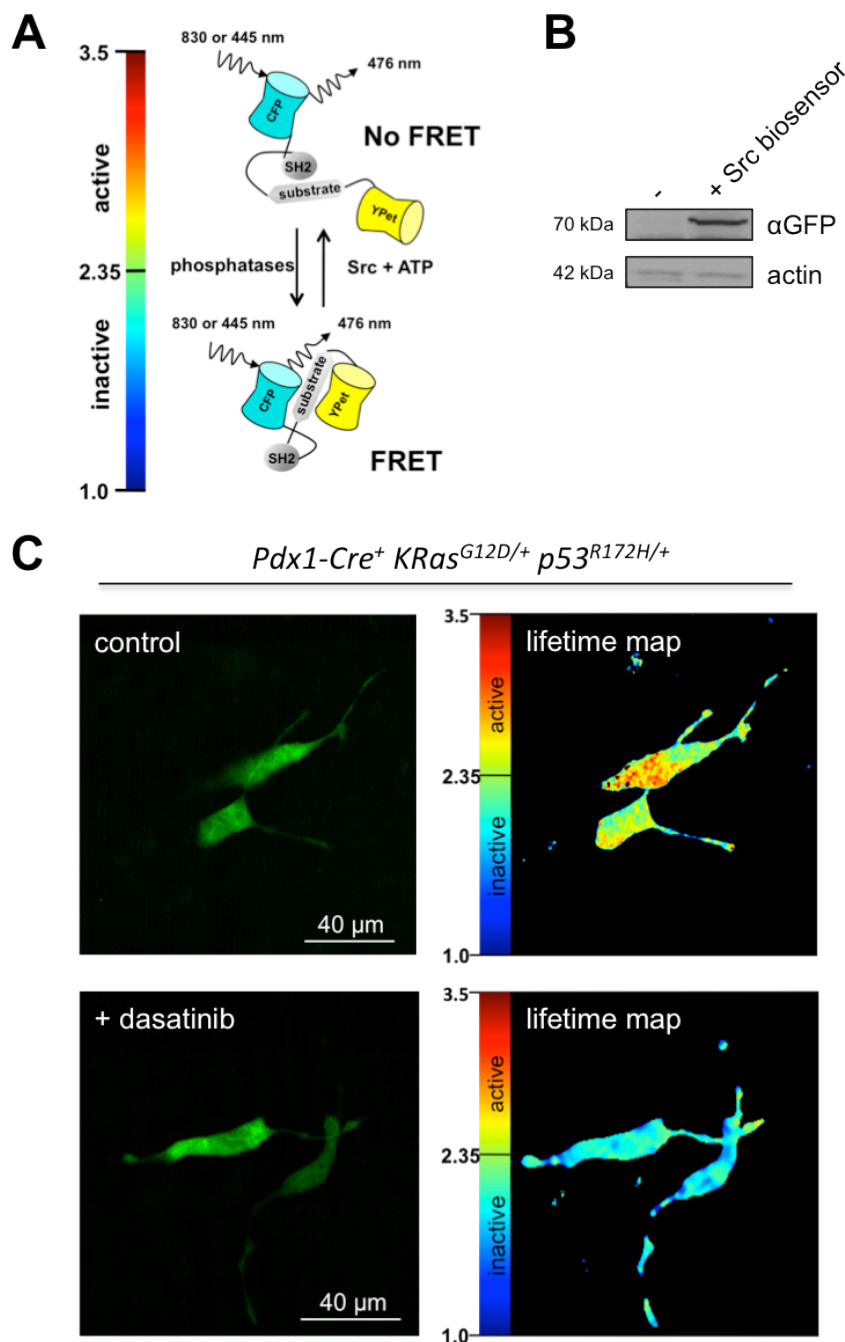 A
3.5
active
2.35
inactive
1.0
830 or 445 nm
476 nm
CFP
No FRET
SH2
substrate
YPet
phosphatases
Src + ATP
830 or 445 nm
476 nm
CFP
substrate
YPet
SH2
FRET
B
-
+ Src biosensor
70 kDa
αGFP
42 kDa
actin
C
Pdx1-Cre+ KRasG12D/+ p53R172H/+
control
40 µm
3.5
active
2.35
inactive
1.0
lifetime map
+ dasatinib
40 µm
3.5
active
2.35
inactive
1.0
lifetime map